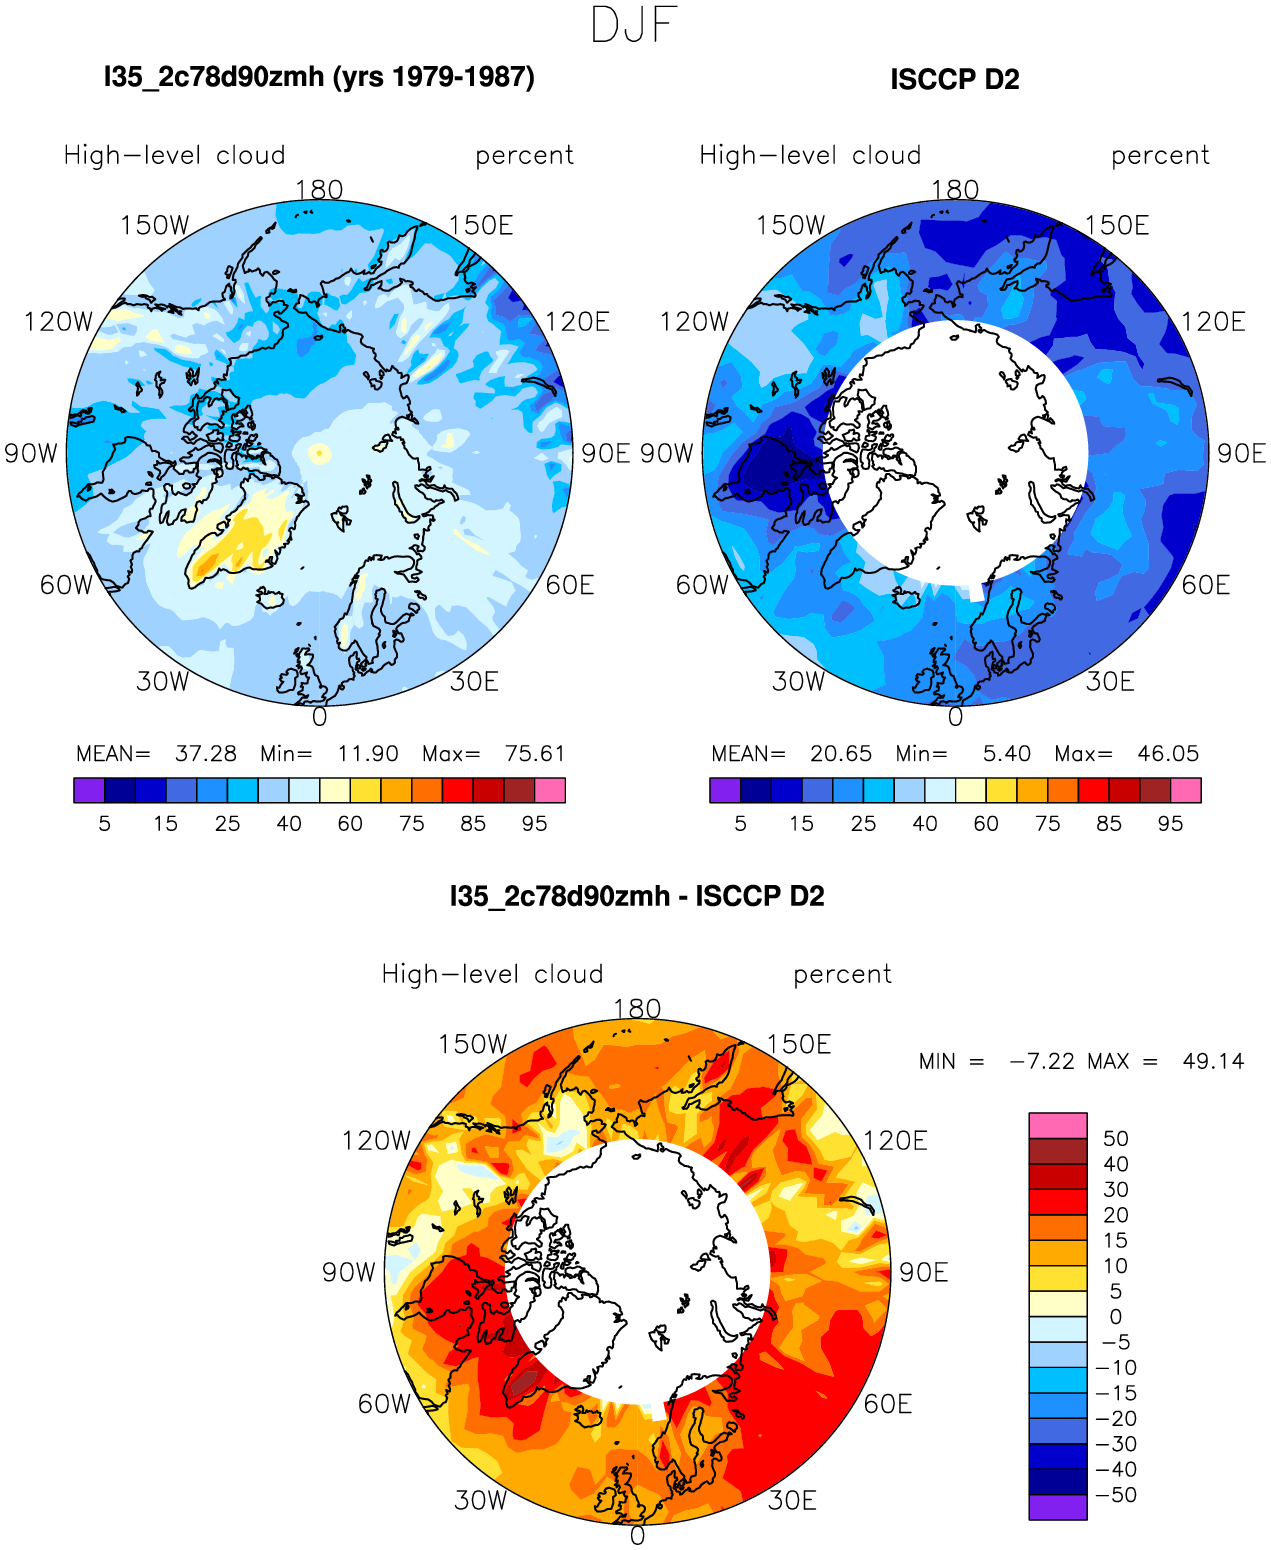 DJF
I35_2c78d90zmh (yrs 1979-1987)
ISCCP D2
High-level cloud percent
High-level cloud percent
180
150W 150E
120W 120E
90W 90E
60W 60E
30W 30E
0
180
150W 150E
120W 120E
90W 90E
60W 60E
30W 30E
0
MEAN= 37.28 Min= 11.90 Max= 75.61
5 15 25 40 60 75 85 95
MEAN= 20.65 Min= 5.40 Max= 46.05
5 15 25 40 60 75 85 95
I35_2c78d90zmh - ISCCP D2
High-level cloud percent
180
150W 150E
120W 120E
90W 90E
60W 60E
30W 30E
0
MIN = -7.22 MAX = 49.14
50
40
30
20
15
10
5
0
-5
-10
-15
-20
-30
-40
-50